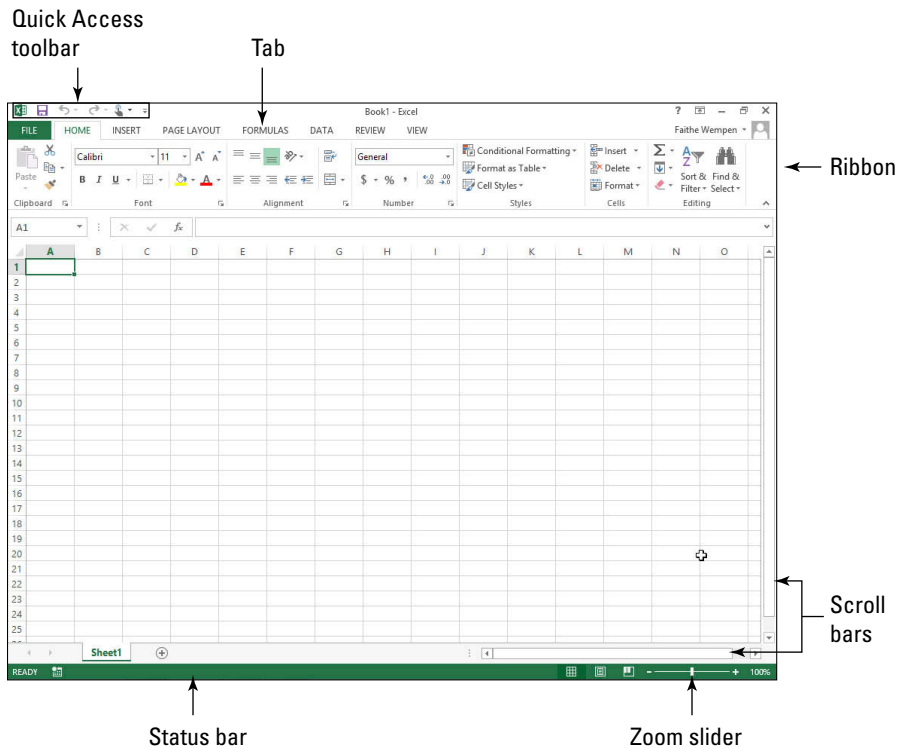 Quick Access
toolbar
Tab
Book1 - Excel
?
FILE HOME INSERT PAGE LAYOUT FORMULAS DATA REVIEW VIEW
Faithe Wempen
Paste
Calibri 11 A A
B I U A
General
$ % , .00 .0
Conditional Formatting
Format as Table
Cell Styles
Insert
Delete
Format
Σ
Sort &
Filter
Find &
Select
Clipboard Font Alignment Number Styles Cells Editing
Ribbon
A1 fx
A B C D E F G H I J K L M N O
1
2
3
4
5
6
7
8
9
10
11
12
13
14
15
16
17
18
19
20
21
22
23
24
25
Scroll
bars
Sheet1
READY
- + 100%
Status bar
Zoom slider